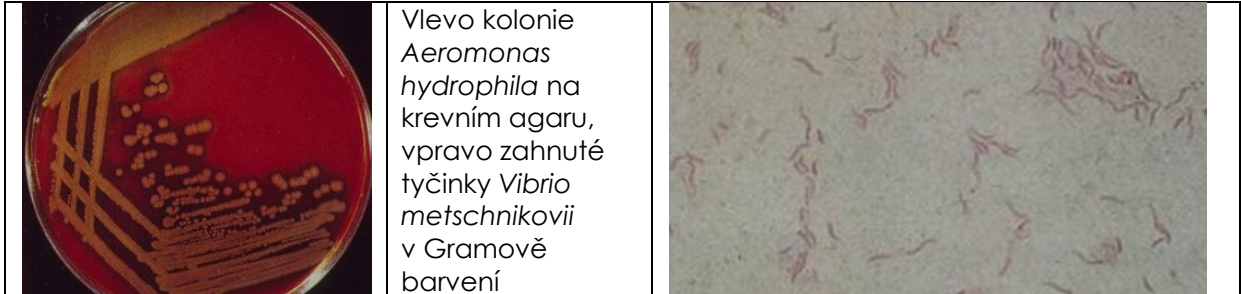 Vlevo kolonie
Aeromonas
hydrophila na
krevním agaru,
vpravo zahnuté
tyčinky Vibrio
metschnikovii
v Gramově
barvení